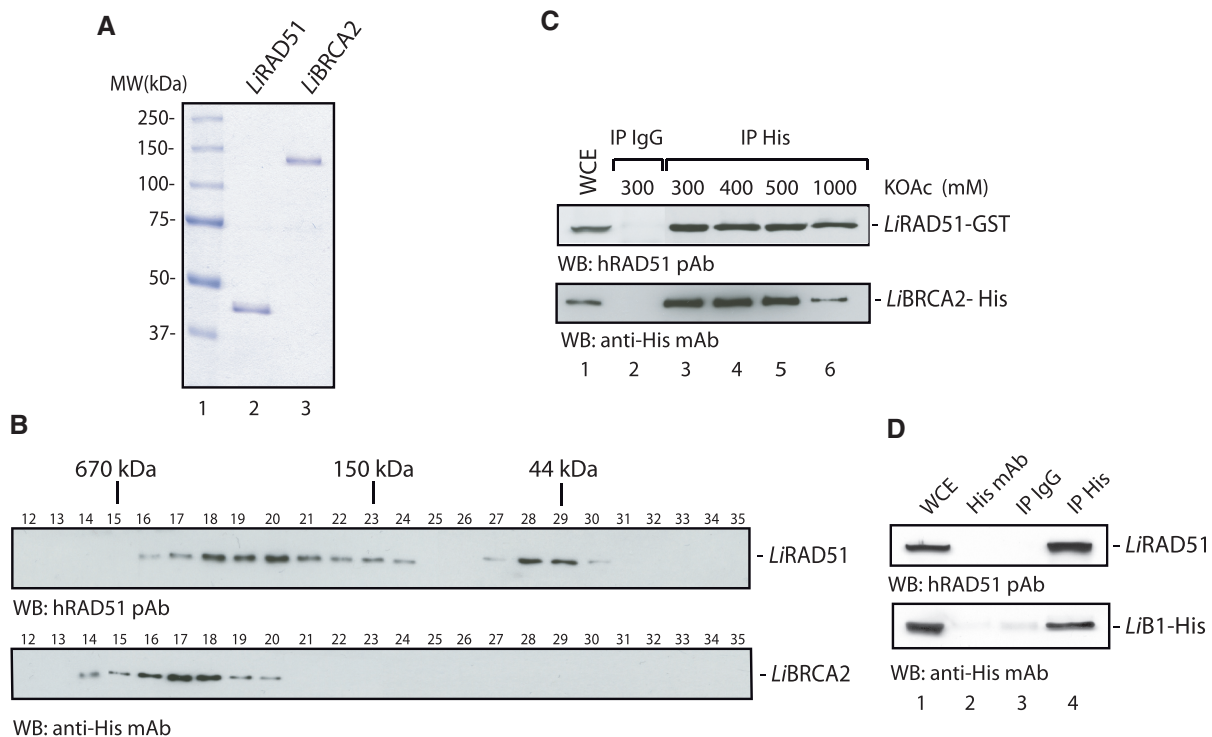 A
LiRAD51
LiBRCA2
MW(kDa)
250-
150-
100-
75-
50-
37-
1 2 3
C
IP IgG IP His
WCE 300 300 400 500 1000 KOAc (mM)
- LiRAD51-GST
WB: hRAD51 pAb
- LiBRCA2- His
WB: anti-His mAb
1 2 3 4 5 6
B
670 kDa 150 kDa 44 kDa
12 13 14 15 16 17 18 19 20 21 22 23 24 25 26 27 28 29 30 31 32 33 34 35
- LiRAD51
WB: hRAD51 pAb
12 13 14 15 16 17 18 19 20 21 22 23 24 25 26 27 28 29 30 31 32 33 34 35
- LiBRCA2
WB: anti-His mAb
D
WCE
His mAb
IP IgG
IP His
- LiRAD51
WB: hRAD51 pAb
- LiB1-His
WB: anti-His mAb
1 2 3 4